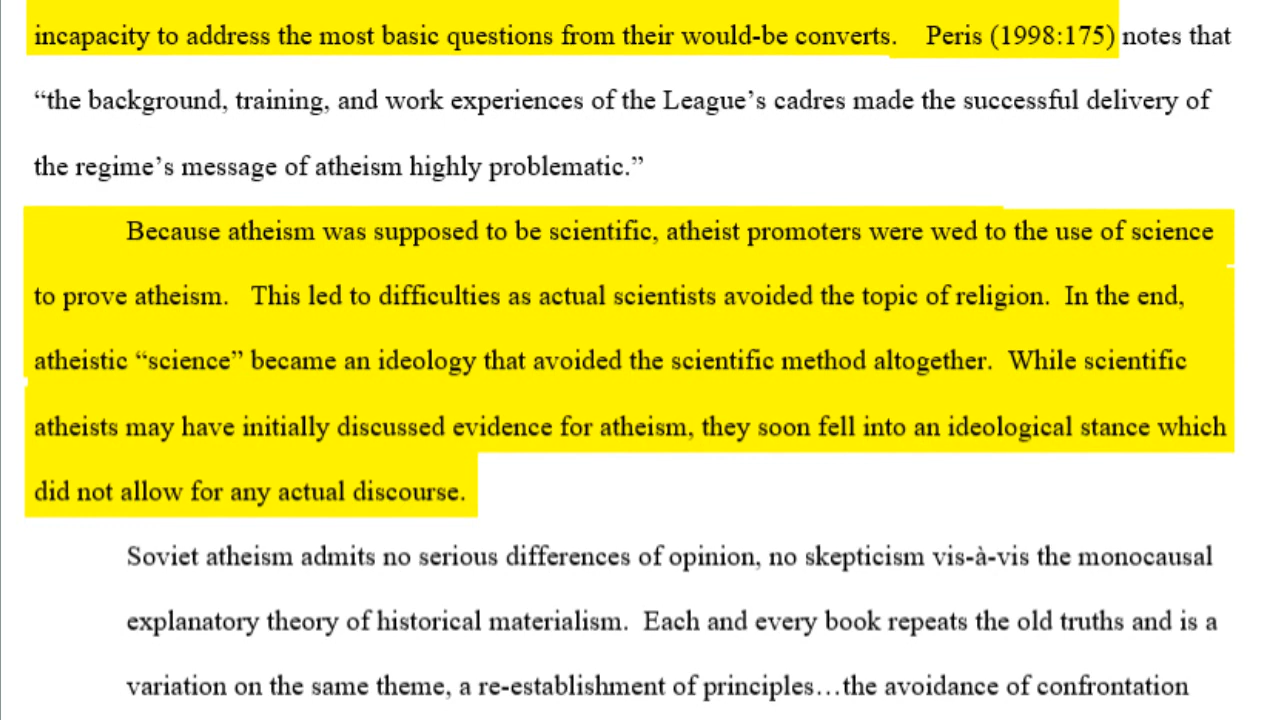 incapacity to address the most basic questions from their would-be converts. Peris (1998:175) notes that
“the background, training, and work experiences of the League’s cadres made the successful delivery of
the regime’s message of atheism highly problematic.”
Because atheism was supposed to be scientific, atheist promoters were wed to the use of science
to prove atheism. This led to difficulties as actual scientists avoided the topic of religion. In the end,
atheistic “science” became an ideology that avoided the scientific method altogether. While scientific
atheists may have initially discussed evidence for atheism, they soon fell into an ideological stance which
did not allow for any actual discourse.
Soviet atheism admits no serious differences of opinion, no skepticism vis-à-vis the monocausal
explanatory theory of historical materialism. Each and every book repeats the old truths and is a
variation on the same theme, a re-establishment of principles…the avoidance of confrontation